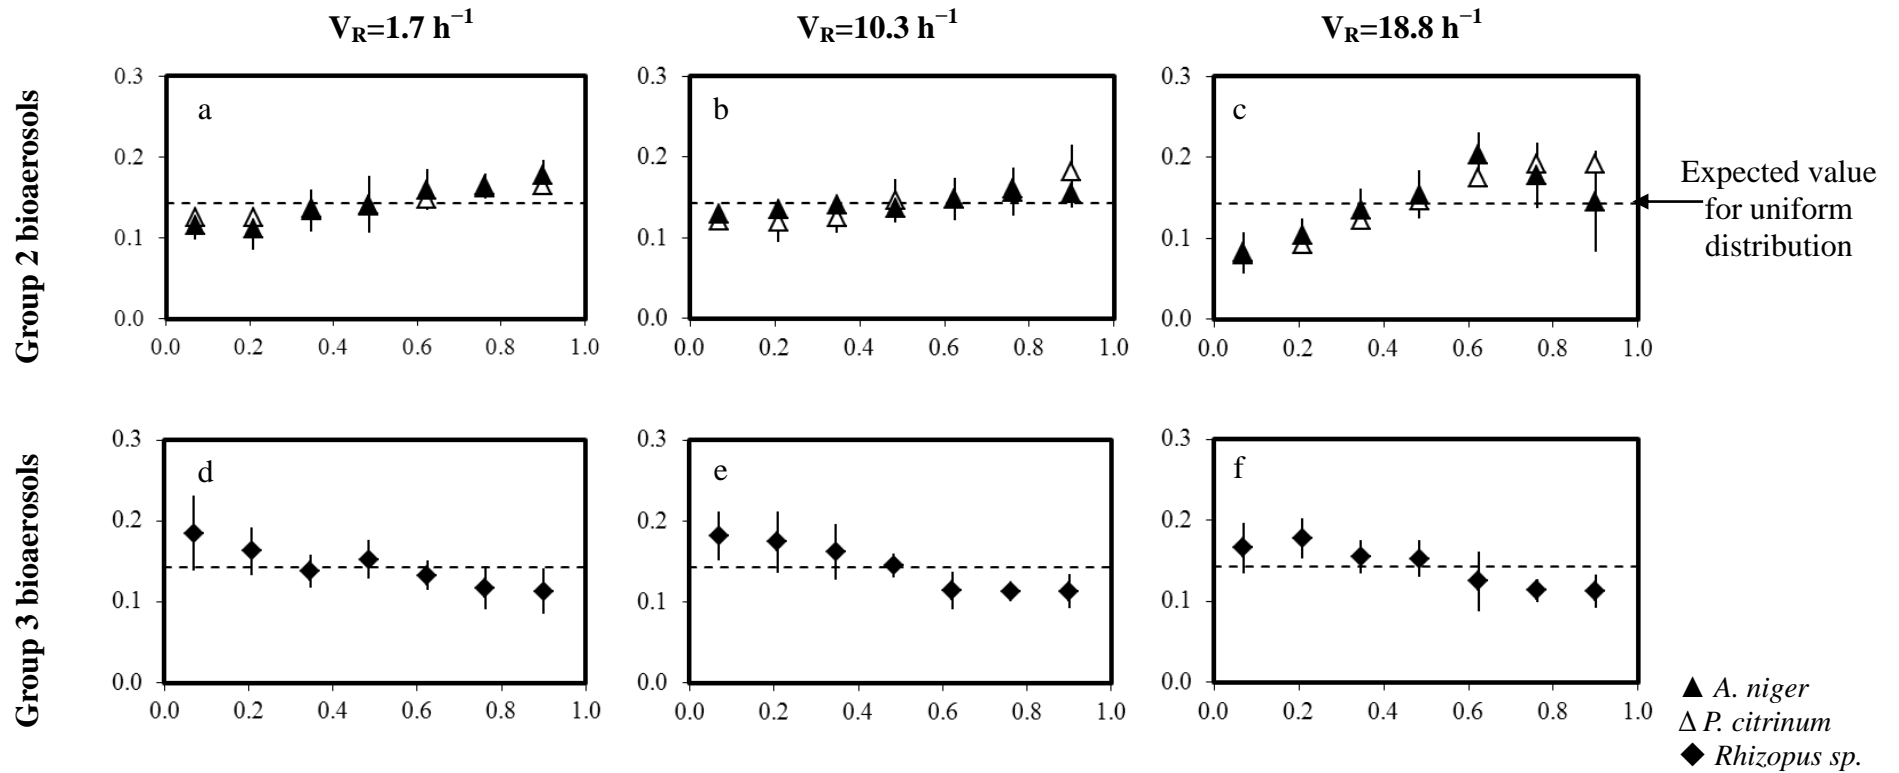 V_R=1.7 h⁻¹
V_R=10.3 h⁻¹
V_R=18.8 h⁻¹
Group 2 bioaerosols
0.3
0.2
0.1
0.0
a
0.0 0.2 0.4 0.6 0.8 1.0
0.3
0.2
0.1
0.0
b
0.0 0.2 0.4 0.6 0.8 1.0
0.3
0.2
0.1
0.0
c
0.0 0.2 0.4 0.6 0.8 1.0
Expected value
for uniform
distribution
Group 3 bioaerosols
0.3
0.2
0.1
0.0
d
0.0 0.2 0.4 0.6 0.8 1.0
0.3
0.2
0.1
0.0
e
0.0 0.2 0.4 0.6 0.8 1.0
0.3
0.2
0.1
0.0
f
0.0 0.2 0.4 0.6 0.8 1.0
▲ A. niger
Δ P. citrinum
◆ Rhizopus sp.